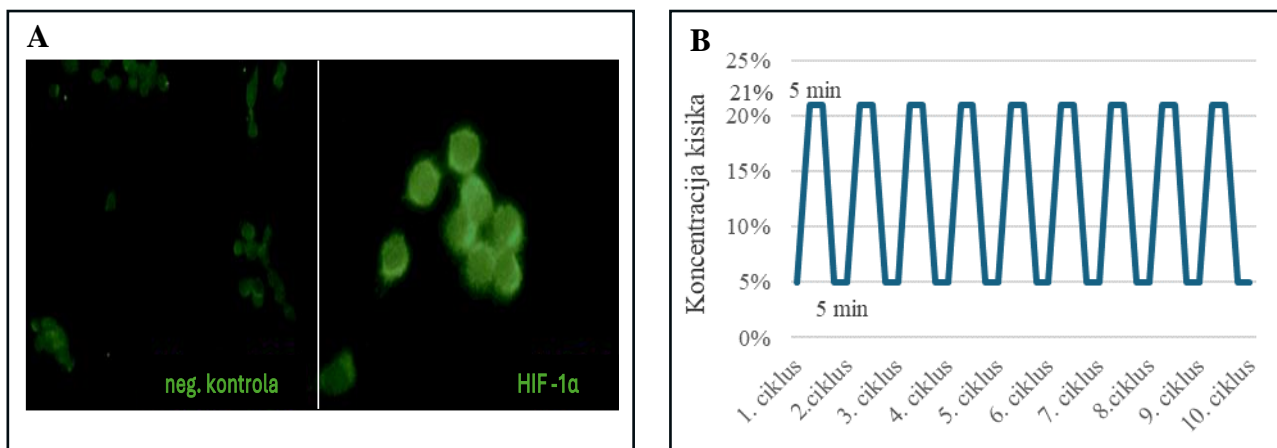 A
neg. kontrola
HIF -1α
B
Koncentracija kisika
25%
21%
20%
15%
10%
5%
0%
5 min
5 min
1. ciklus
2.ciklus
3. ciklus
4. ciklus
5. ciklus
6. ciklus
7. ciklus
8.ciklus
9. ciklus
10. ciklus